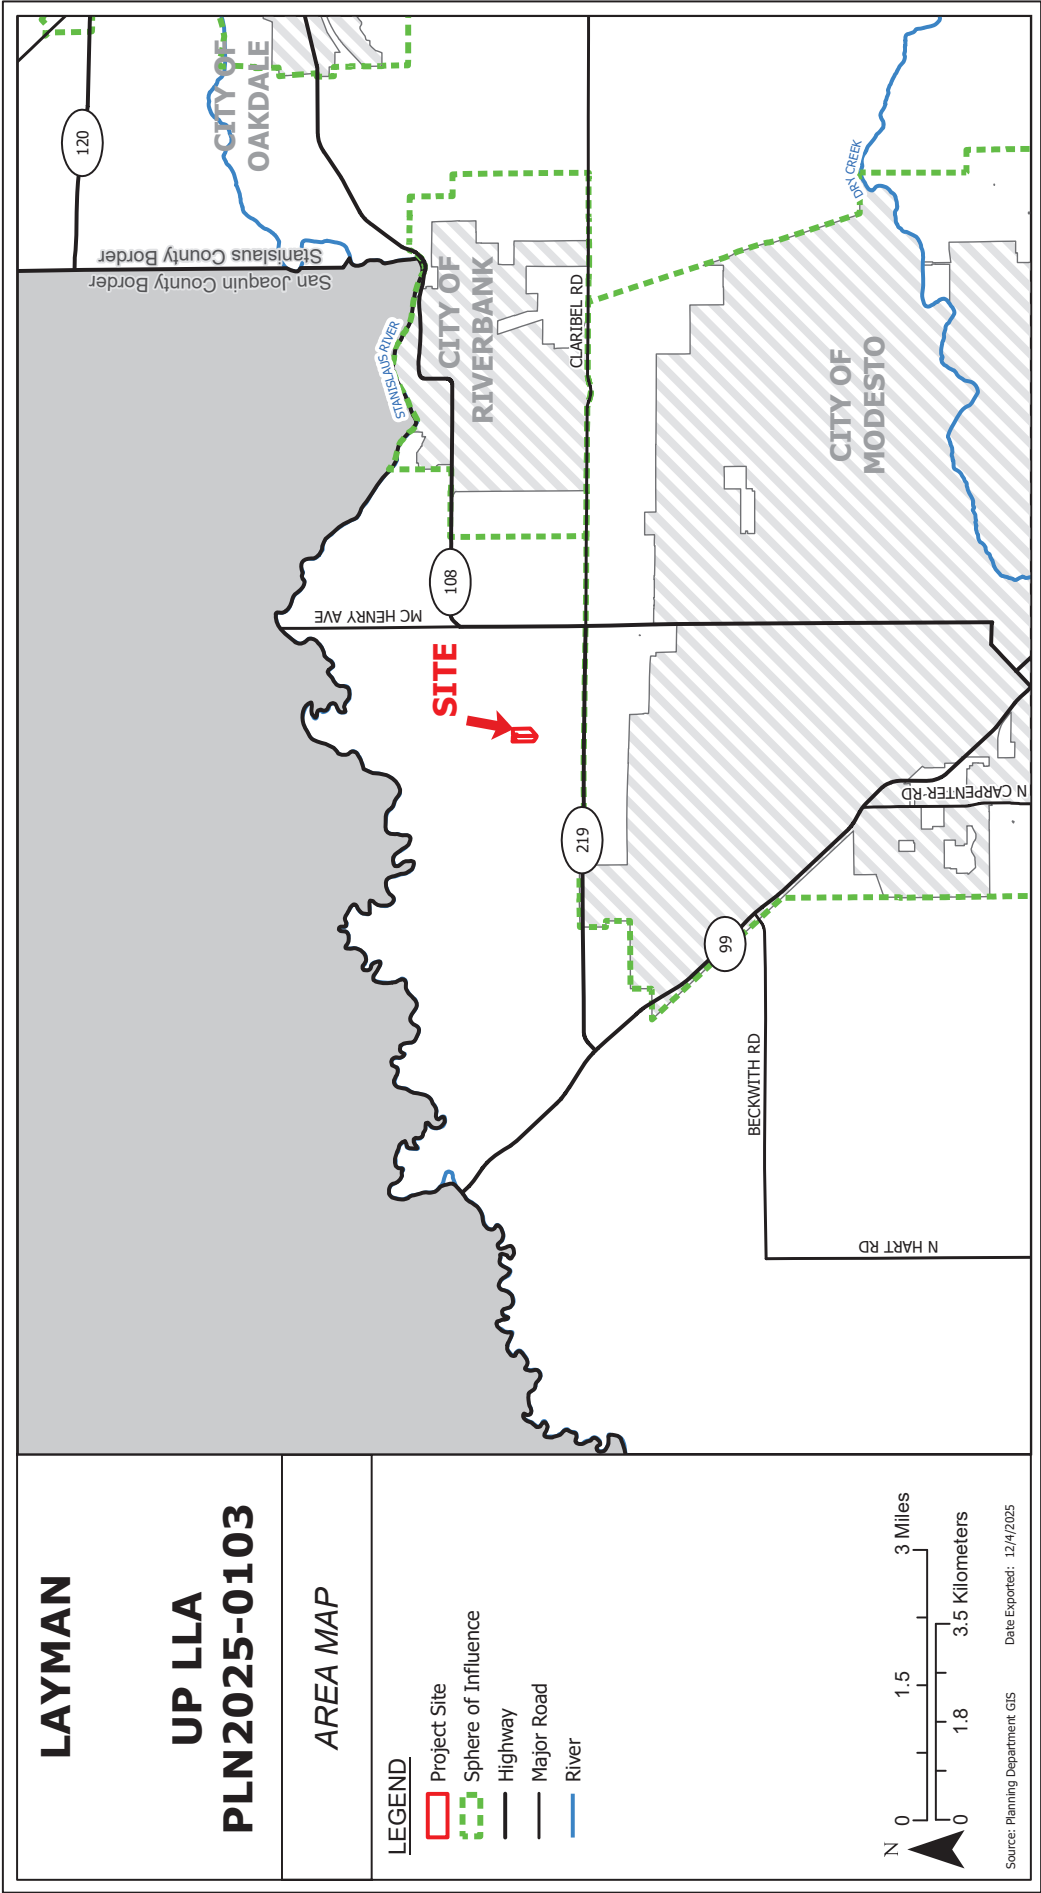 LAYMAN
UP LLA
PLN2025-0103
AREA MAP
LEGEND
Project Site
Sphere of Influence
Highway
Major Road
River
N
0
1.5
3 Miles
0
1.8
3.5 Kilometers
Source: Planning Department GIS
Date Exported: 12/4/2025
San Joaquin County Border
Stanislaus County Border
120
CITY OF
OAKDALE
STANISLAUS RIVER
CITY OF
RIVERBANK
108
MC HENRY AVE
SITE
CLARIBEL RD
219
DRY CREEK
CITY OF
MODESTO
99
BECKWITH RD
N CARPENTER RD
N HART RD